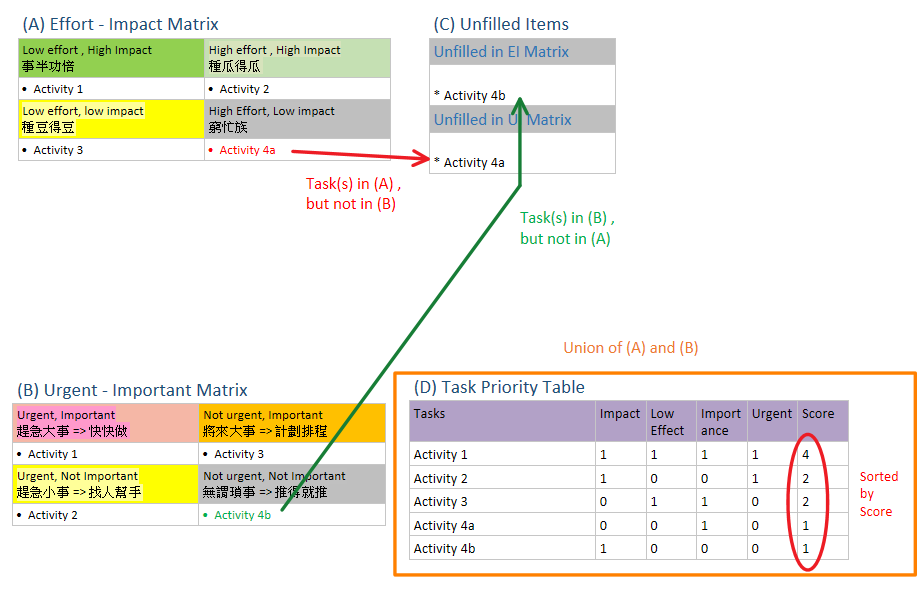 (A) Effort - Impact Matrix
Low effort , High Impact
事半功倍
High effort , High Impact
種瓜得瓜
• Activity 1
• Activity 2
Low effort, low impact
種豆得豆
High Effort, Low impact
窮忙族
• Activity 3
• Activity 4a
Task(s) in (A) ,
but not in (B)
(C) Unfilled Items
Unfilled in EI Matrix
* Activity 4b
Unfilled in UI Matrix
* Activity 4a
Task(s) in (B) ,
but not in (A)
(B) Urgent - Important Matrix
Urgent, Important
趕急大事 => 快快做
Not urgent, Important
將來大事 => 計劃排程
• Activity 1
• Activity 3
Urgent, Not Important
趕急小事 => 找人幫手
Not urgent, Not Important
無謂瑣事 => 推得就推
• Activity 2
• Activity 4b
Union of (A) and (B)
(D) Task Priority Table
Tasks Impact Low Effect Import ance Urgent Score
Activity 1 1 1 1 1 4
Activity 2 1 0 0 1 2
Activity 3 0 1 1 0 2
Activity 4a 0 0 1 0 1
Activity 4b 1 0 0 0 1
Sorted
by
Score